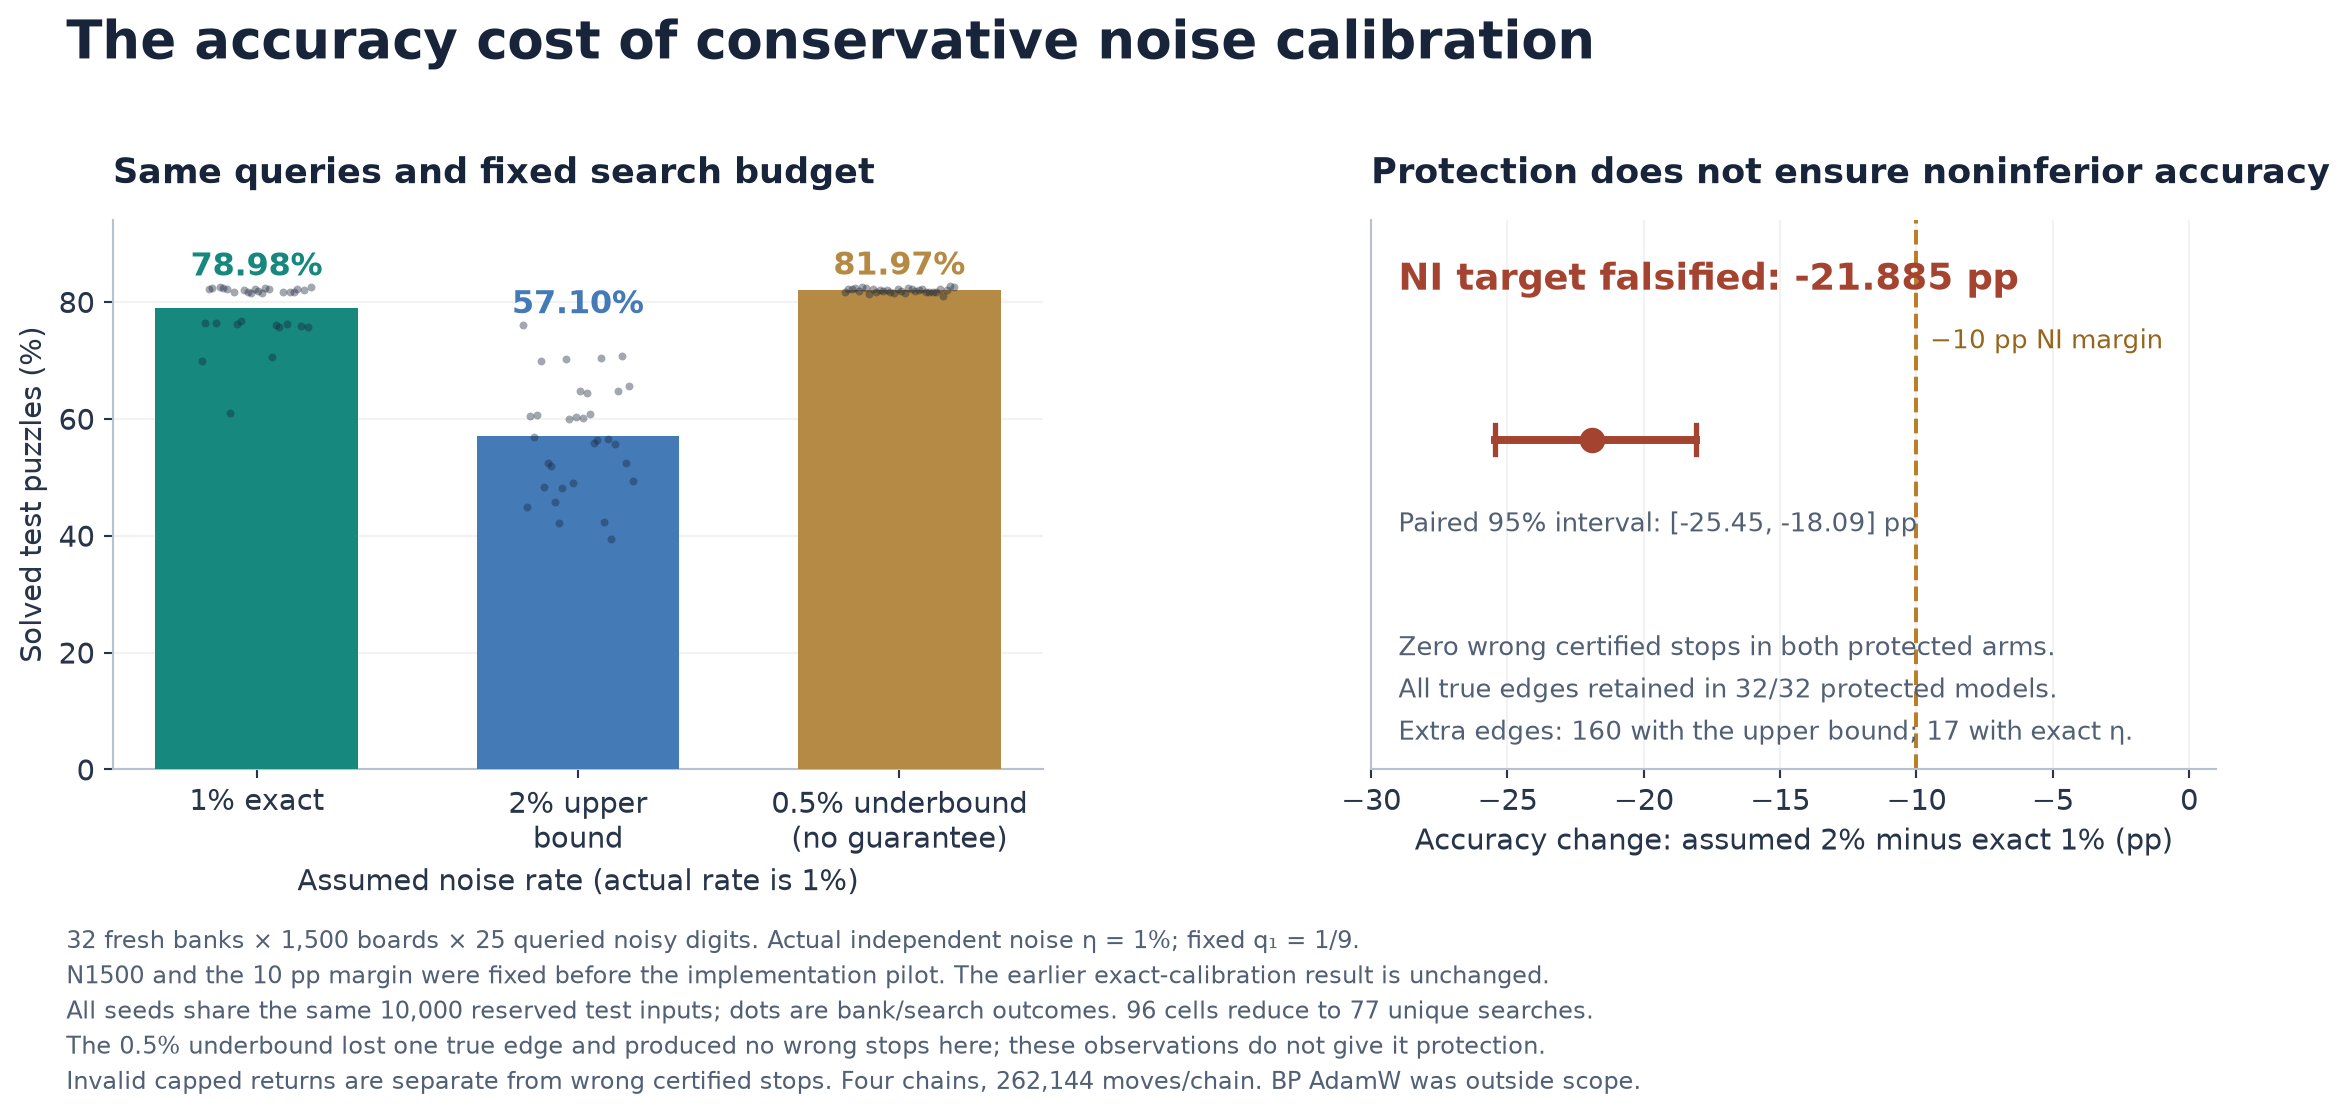 The accuracy cost of conservative noise calibration
Same queries and fixed search budget
Solved test puzzles (%)
80
60
40
20
0
78.98%
57.10%
81.97%
1% exact
2% upper
bound
0.5% underbound
(no guarantee)
Assumed noise rate (actual rate is 1%)
Protection does not ensure noninferior accuracy
NI target falsified: -21.885 pp
−10 pp NI margin
Paired 95% interval: [-25.45, -18.09] pp
Zero wrong certified stops in both protected arms.
All true edges retained in 32/32 protected models.
Extra edges: 160 with the upper bound; 17 with exact η.
−30
−25
−20
−15
−10
−5
0
Accuracy change: assumed 2% minus exact 1% (pp)
32 fresh banks × 1,500 boards × 25 queried noisy digits. Actual independent noise η = 1%; fixed q₁ = 1/9.
N1500 and the 10 pp margin were fixed before the implementation pilot. The earlier exact-calibration result is unchanged.
All seeds share the same 10,000 reserved test inputs; dots are bank/search outcomes. 96 cells reduce to 77 unique searches.
The 0.5% underbound lost one true edge and produced no wrong stops here; these observations do not give it protection.
Invalid capped returns are separate from wrong certified stops. Four chains, 262,144 moves/chain. BP AdamW was outside scope.